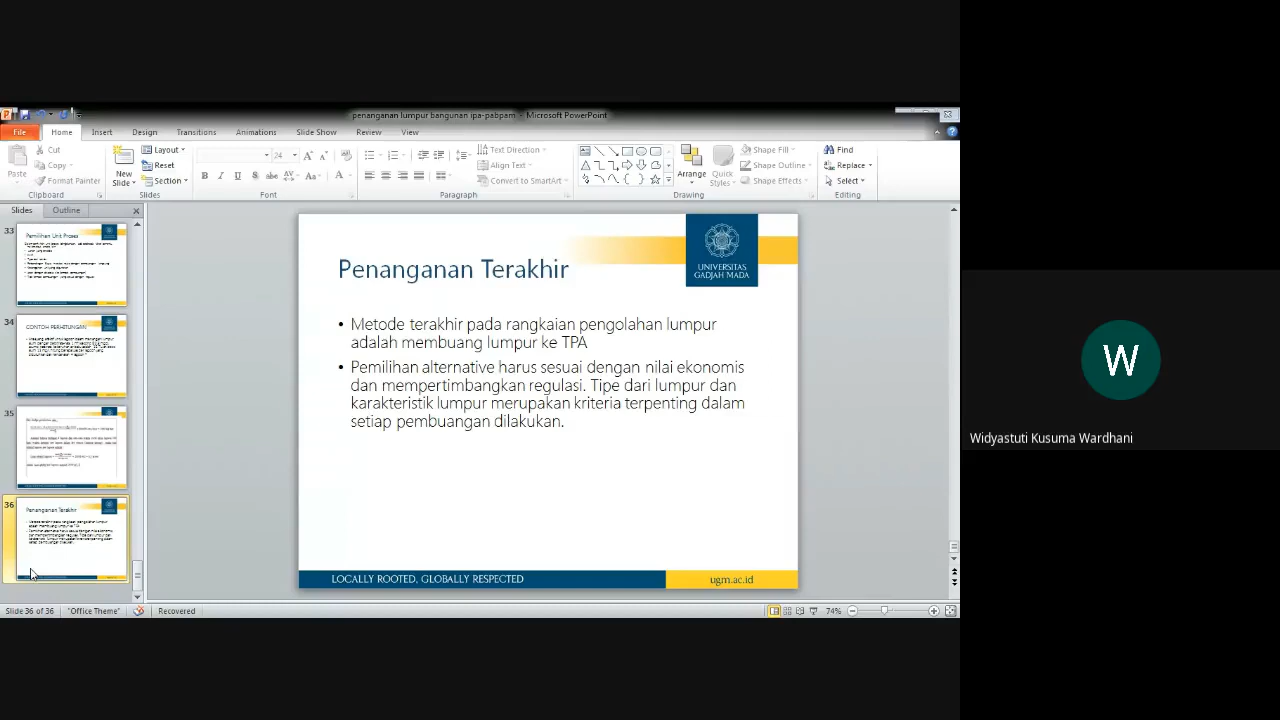 penanganan lumpur bangunan ipa-pabpam - Microsoft PowerPoint
File Home Insert Design Transitions Animations Slide Show Review View
Paste
Cut
Copy
Format Painter
Clipboard
New Slide
Layout
Reset
Section
Slides
24
Font
Text Direction
Align Text
Convert to SmartArt
Paragraph
Arrange
Quick Styles
Shape Fill
Shape Outline
Shape Effects
Drawing
Find
Replace
Select
Editing
Slides Outline
33
Pemilihan Unit Proses
34
CONTOH PERHITUNGAN
35
36
Penanganan Terakhir
UNIVERSITAS
GADJAH MADA
Penanganan Terakhir
• Metode terakhir pada rangkaan pengolahan lumpur
adalah membuang lumpur ke TPA
• Pemilihan alternative harus sesuai dengan nilai ekonomis
dan mempertimbangkan regulasi. Tipe dari lumpur dan
karakteristik lumpur merupakan kriteria terpenting dalam
setiap pembuangan dilakukan.
LOCALLY ROOTED, GLOBALLY RESPECTED
ugm.ac.id
Slide 36 of 36 "Office Theme" Recovered 74%
W
Widyastuti Kusuma Wardhani